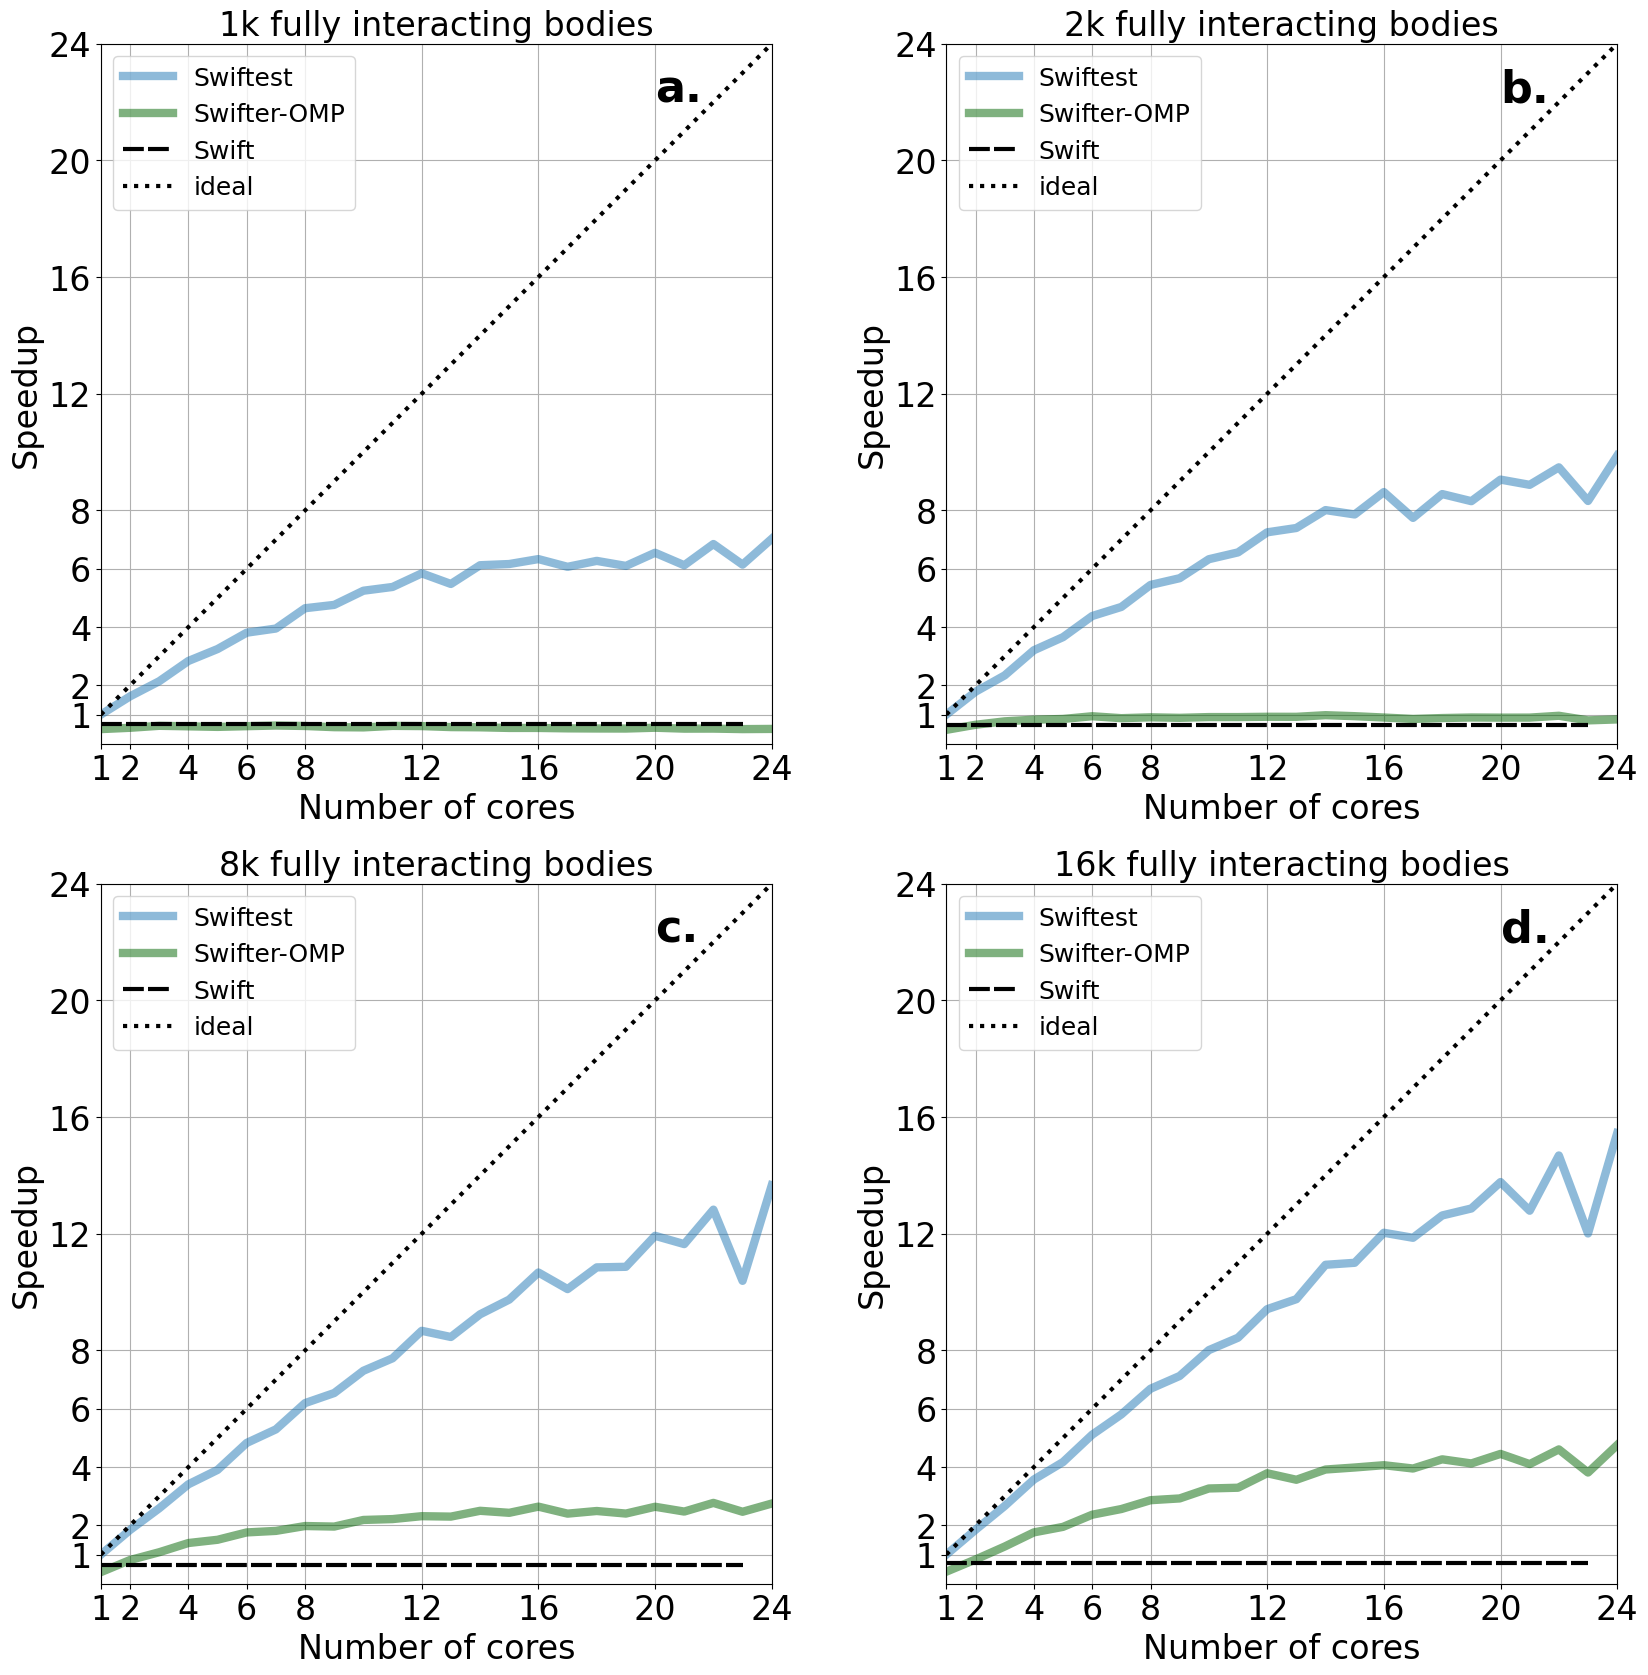 1k fully interacting bodies
a.
Swiftest
Swifter-OMP
Swift
ideal
24
20
16
12
8
6
4
2
1
Speedup
1 2 4 6 8 12 16 20 24
Number of cores
2k fully interacting bodies
b.
Swiftest
Swifter-OMP
Swift
ideal
24
20
16
12
8
6
4
2
1
Speedup
1 2 4 6 8 12 16 20 24
Number of cores
8k fully interacting bodies
c.
Swiftest
Swifter-OMP
Swift
ideal
24
20
16
12
8
6
4
2
1
Speedup
1 2 4 6 8 12 16 20 24
Number of cores
16k fully interacting bodies
d.
Swiftest
Swifter-OMP
Swift
ideal
24
20
16
12
8
6
4
2
1
Speedup
1 2 4 6 8 12 16 20 24
Number of cores